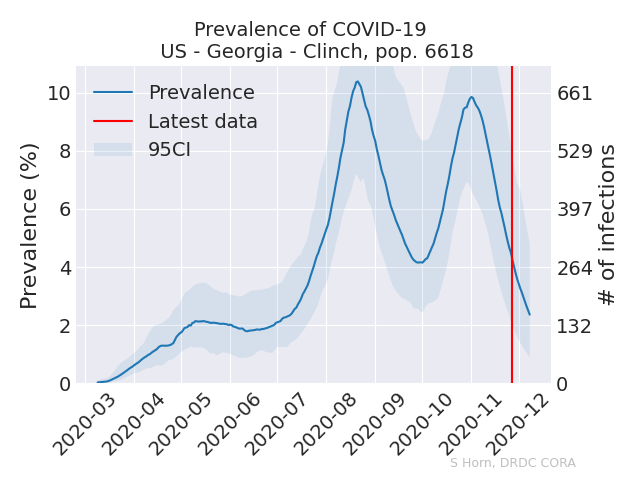 Prevalence of COVID-19
US - Georgia - Clinch, pop. 6618
Prevalence
Latest data
95CI
Prevalence (%)
10
8
6
4
2
0
661
529
397
264
132
0
# of infections
2020-03
2020-04
2020-05
2020-06
2020-07
2020-08
2020-09
2020-10
2020-11
2020-12
S Horn, DRDC CORA